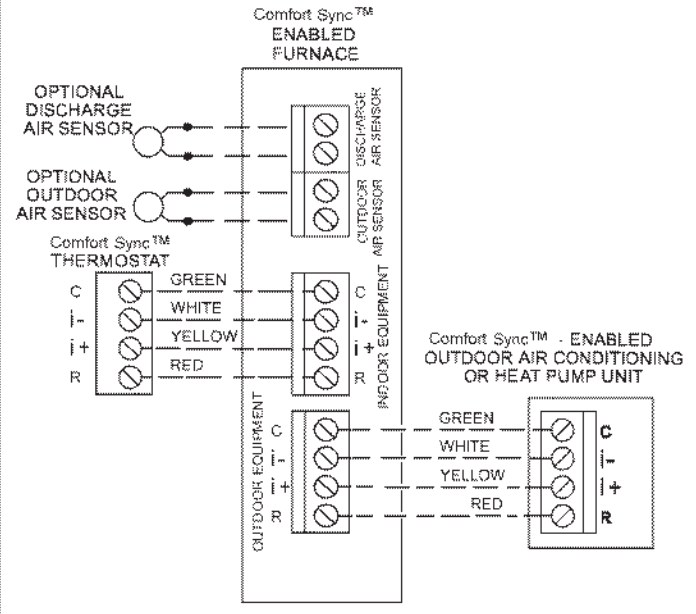 Comfort Sync™
ENABLED
FURNACE
OPTIONAL
DISCHARGE
AIR SENSOR
DISCHARGE
AIR SENSOR
OPTIONAL
OUTDOOR
AIR SENSOR
OUTDOOR
AIR SENSOR
Comfort Sync™
THERMOSTAT
C GREEN C
i- WHITE i-
i+ YELLOW i+
R RED R
INDOOR EQUIPMENT
Comfort Sync™ - ENABLED
OUTDOOR AIR CONDITIONING
OR HEAT PUMP UNIT
OUTDOOR EQUIPMENT
C GREEN C
i- WHITE i-
i+ YELLOW i+
R RED R